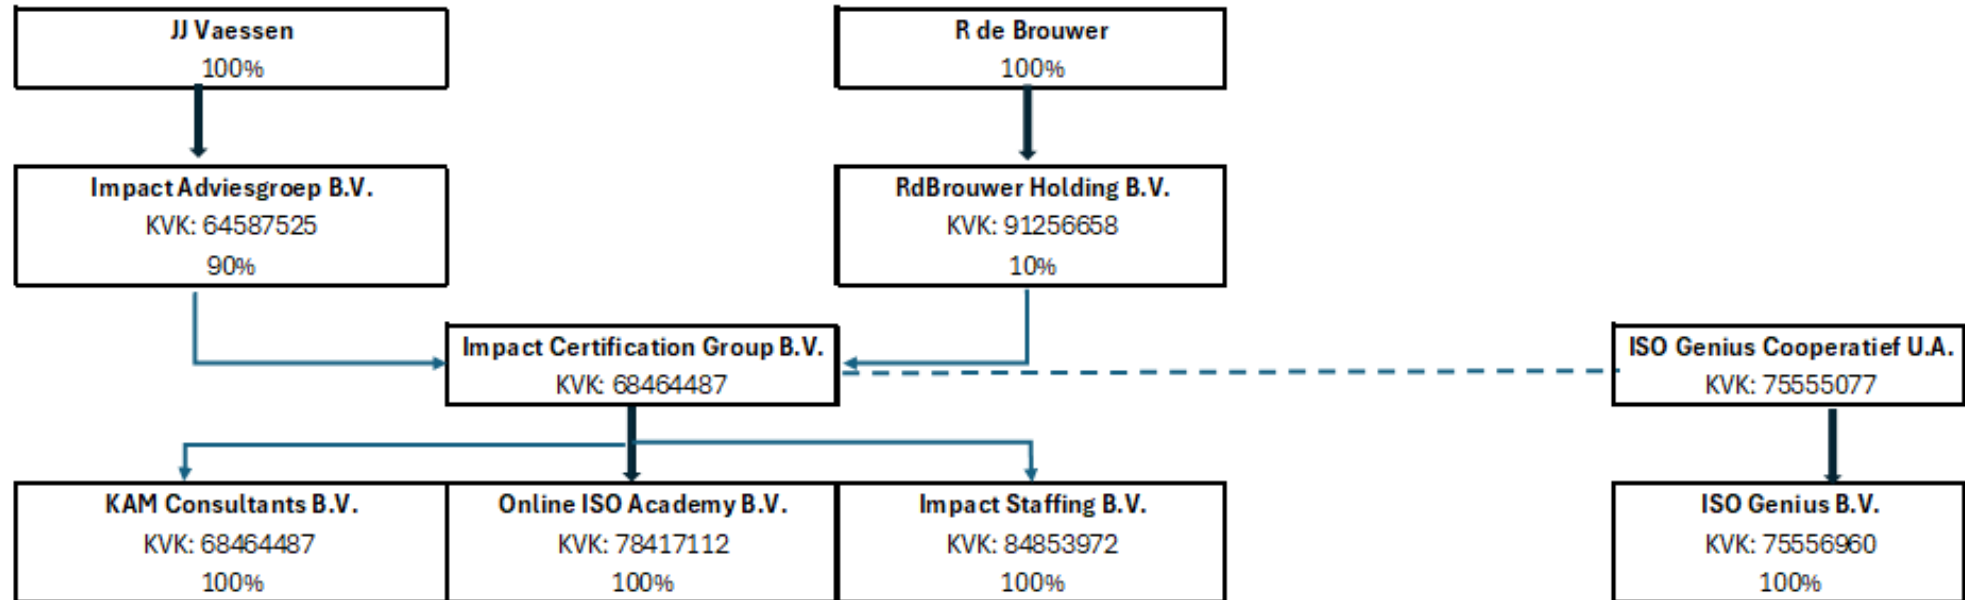 JJ Vaessen
100%
R de Brouwer
100%
Impact Adviesgroep B.V.
KVK: 64587525
90%
RdBrouwer Holding B.V.
KVK: 91256658
10%
Impact Certification Group B.V.
KVK: 68464487
ISO Genius Cooperatief U.A.
KVK: 75555077
KAM Consultants B.V.
KVK: 68464487
100%
Online ISO Academy B.V.
KVK: 78417112
100%
Impact Staffing B.V.
KVK: 84853972
100%
ISO Genius B.V.
KVK: 75556960
100%